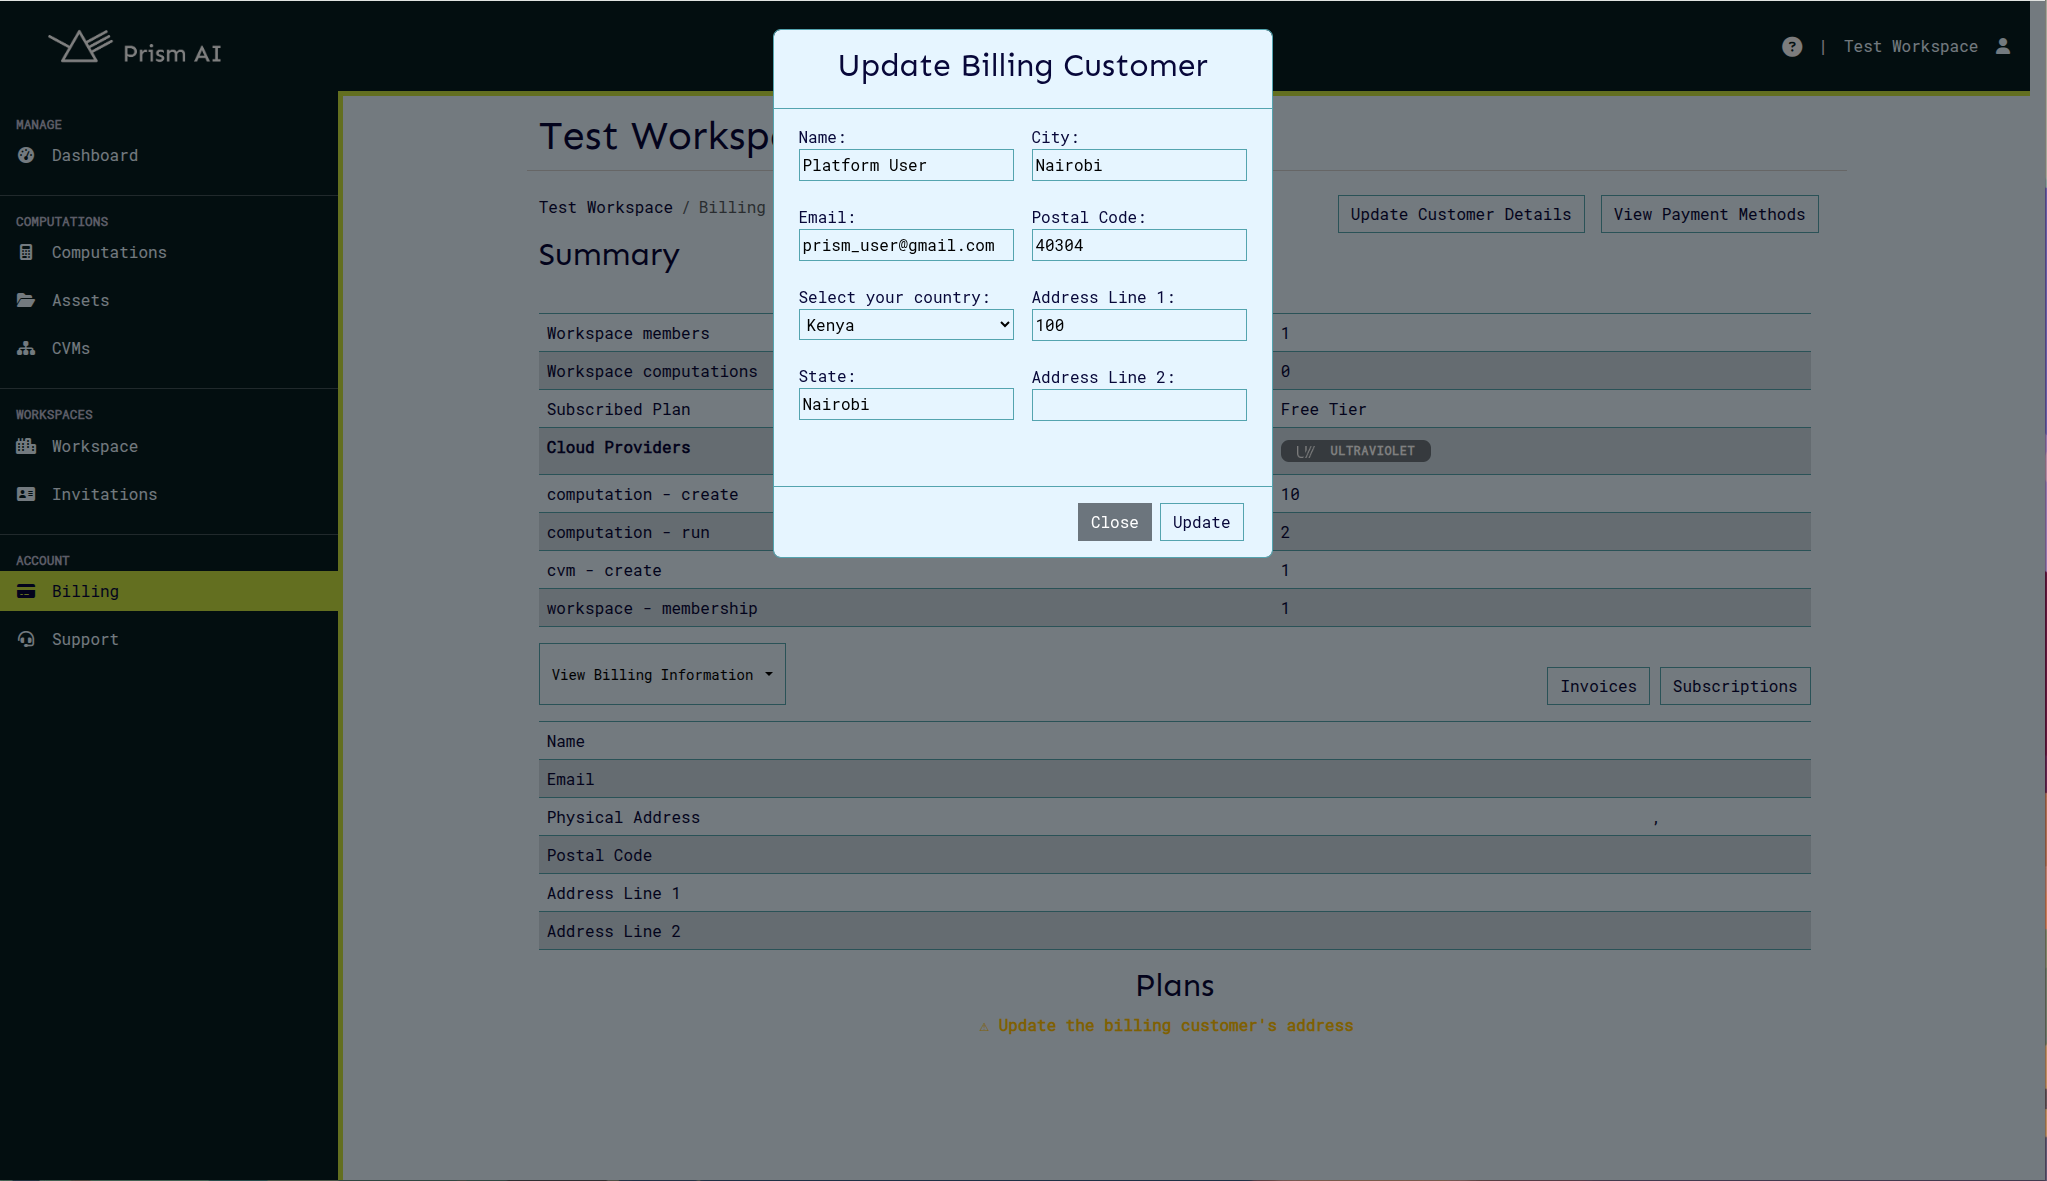 Prism AI
? | Test Workspace
MANAGE
Dashboard
COMPUTATIONS
Computations
Assets
CVMs
WORKSPACES
Workspace
Invitations
ACCOUNT
Billing
Support
Update Billing Customer
Name:
Platform User
City:
Nairobi
Email:
prism_user@gmail.com
Postal Code:
40304
Select your country:
Kenya
Address Line 1:
100
State:
Nairobi
Address Line 2:
Close
Update
Test Worksp
Test Workspace / Billing
Update Customer Details
View Payment Methods
Summary
Workspace members 1
Workspace computations 0
Subscribed Plan Free Tier
Cloud Providers ULTRAVIOLET
computation - create 10
computation - run 2
cvm - create 1
workspace - membership 1
View Billing Information
Invoices
Subscriptions
Name
Email
Physical Address ,
Postal Code
Address Line 1
Address Line 2
Plans
⚠ Update the billing customer's address